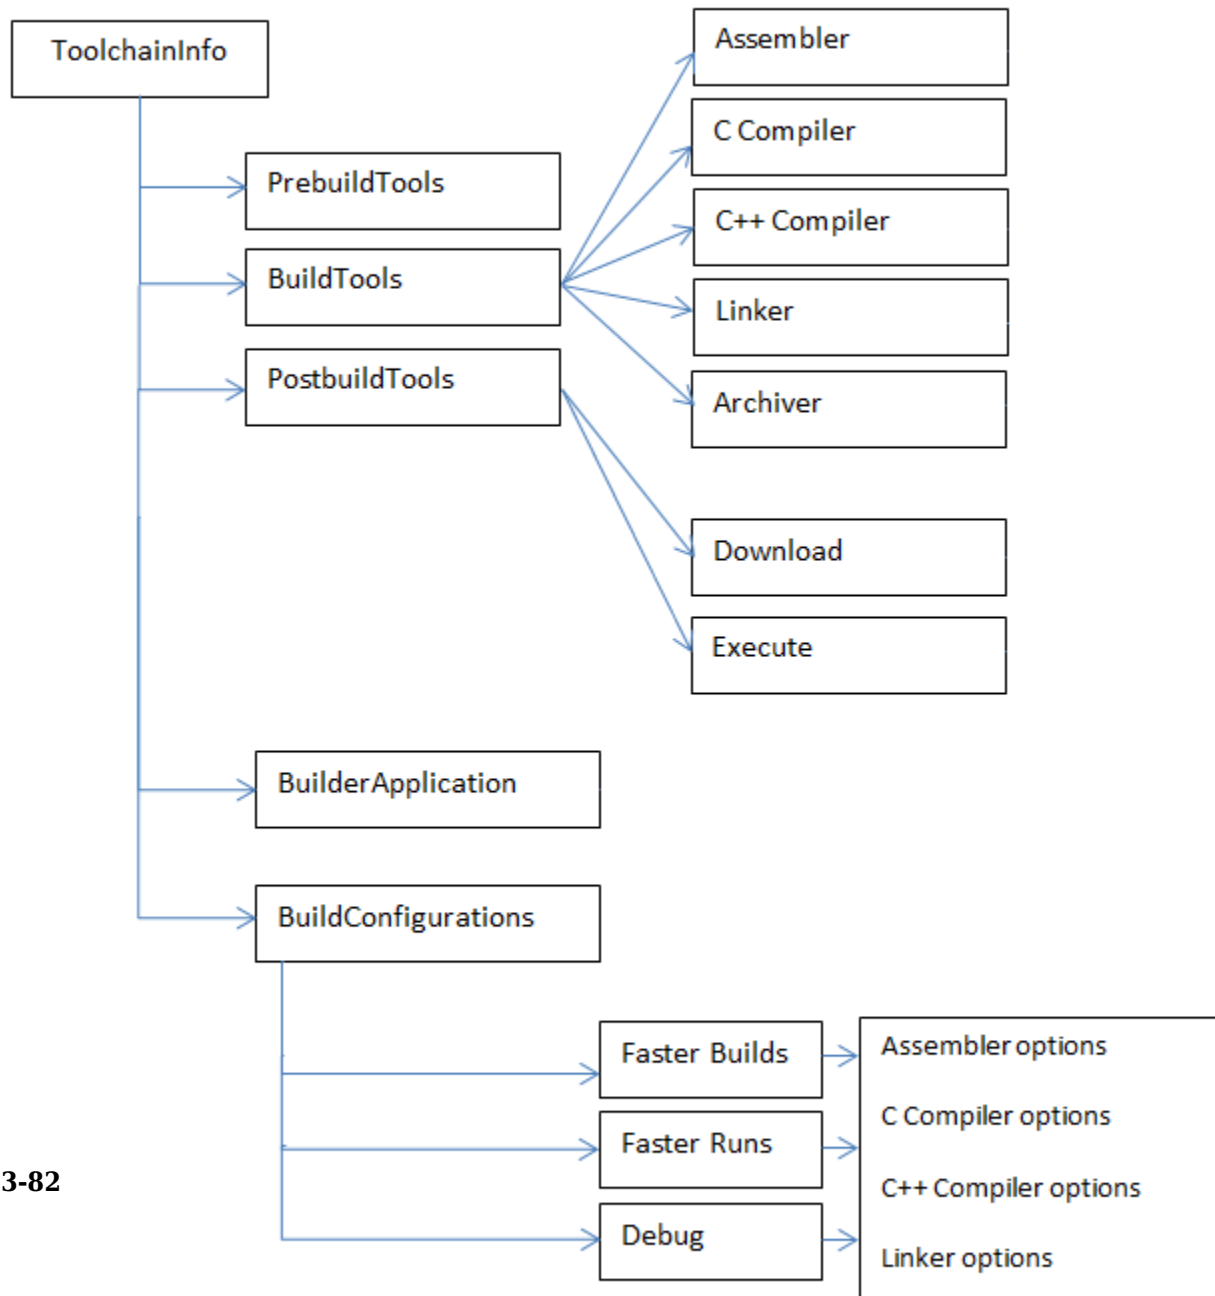 ToolchainInfo
Assembler
C Compiler
PrebuildTools
C++ Compiler
BuildTools
Linker
PostbuildTools
Archiver
Download
Execute
BuilderApplication
BuildConfigurations
Faster Builds
Assembler options
C Compiler options
Faster Runs
3-82
C++ Compiler options
Debug
Linker options